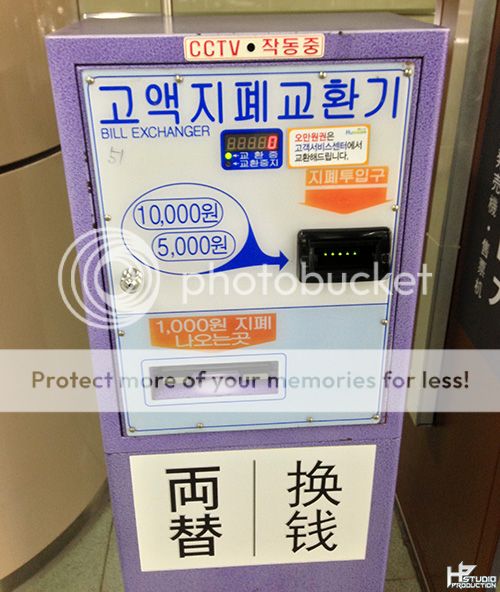 CCTV • 작동중
고액지폐교환기
BILL EXCHANGER
51
0
교 환 중
교환중지
오만원권은
고객서비스센터에서
교환해드립니다.
지폐투입구
10,000원
5,000원
photobucket
1,000원 지폐
나오는곳
Protect more of your memories for less!
両替
换钱
HZ STUDIO
PRODUCTION